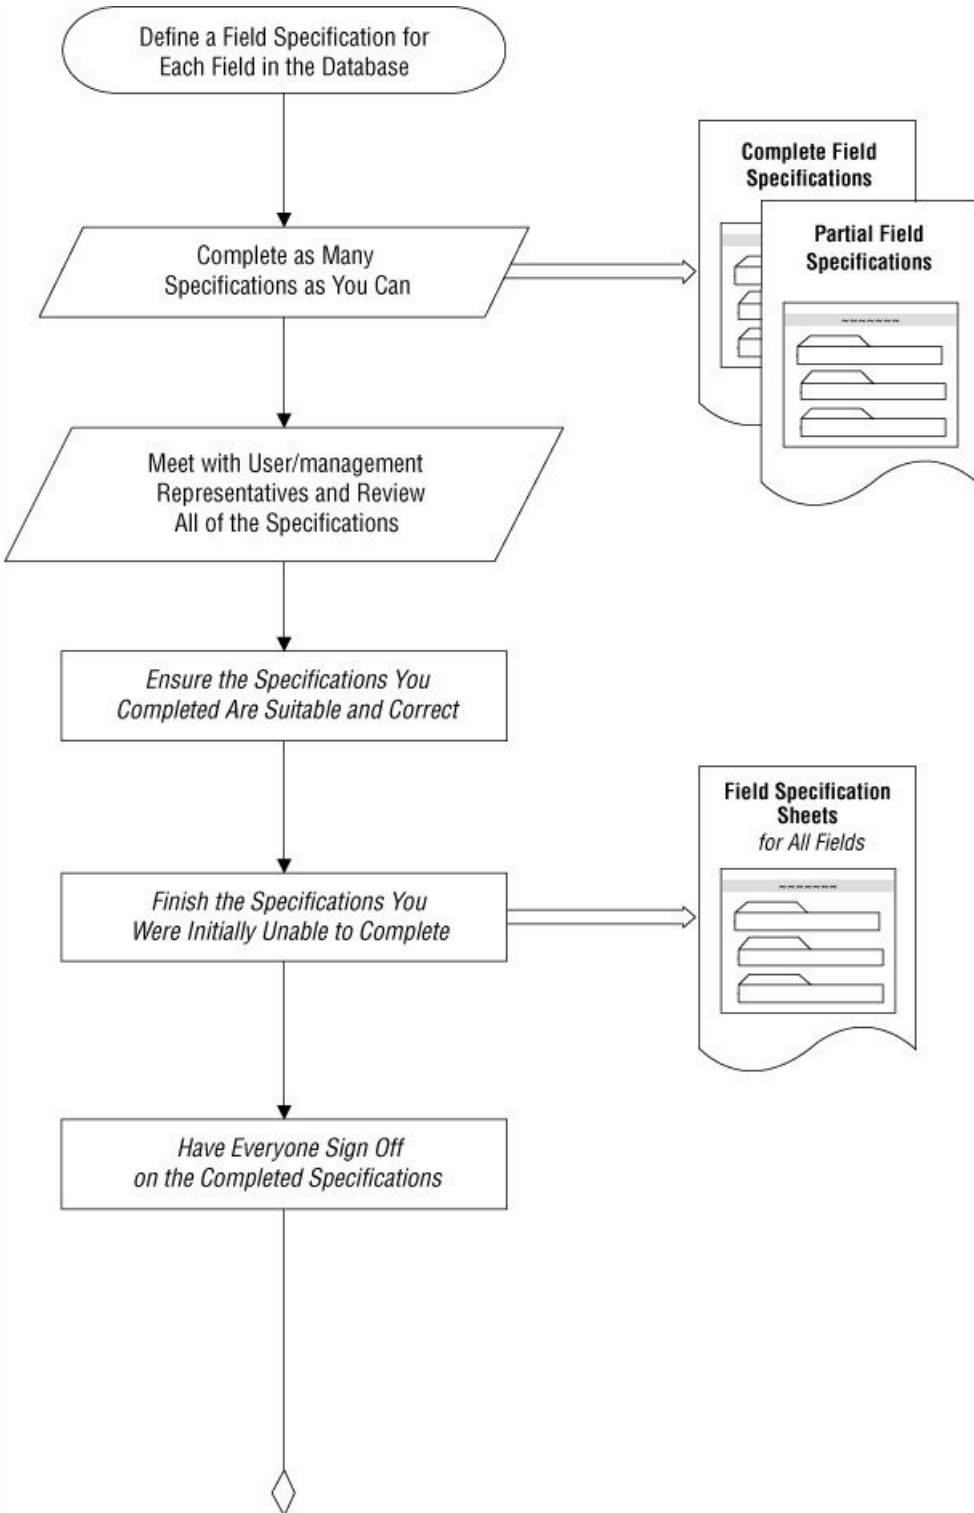 Define a Field Specification for
Each Field in the Database
Complete Field
Specifications
Complete as Many
Specifications as You Can
Partial Field
Specifications
~~~~~~~
Meet with User/management
Representatives and Review
All of the Specifications
Ensure the Specifications You
Completed Are Suitable and Correct
Field Specification
Sheets
for All Fields
~~~~~~~
Finish the Specifications You
Were Initially Unable to Complete
Have Everyone Sign Off
on the Completed Specifications